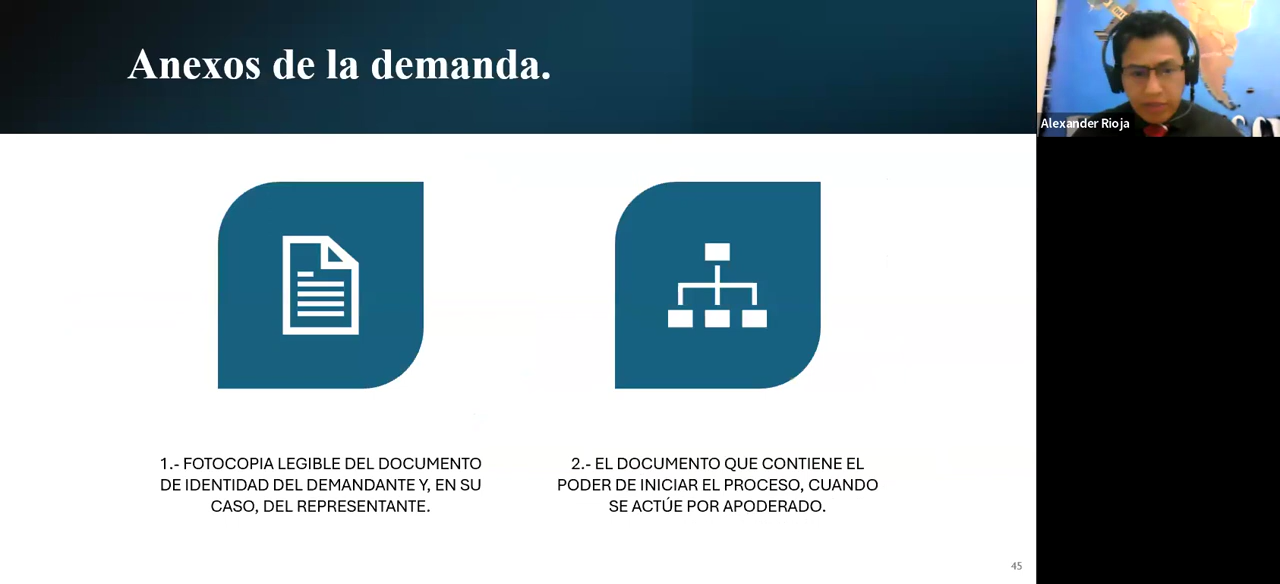 Anexos de la demanda.
Alexander Rioja
1.- FOTOCOPIA LEGIBLE DEL DOCUMENTO
DE IDENTIDAD DEL DEMANDANTE Y, EN SU
CASO, DEL REPRESENTANTE.
2.- EL DOCUMENTO QUE CONTIENE EL
PODER DE INICIAR EL PROCESO, CUANDO
SE ACTÚE POR APODERADO.
45